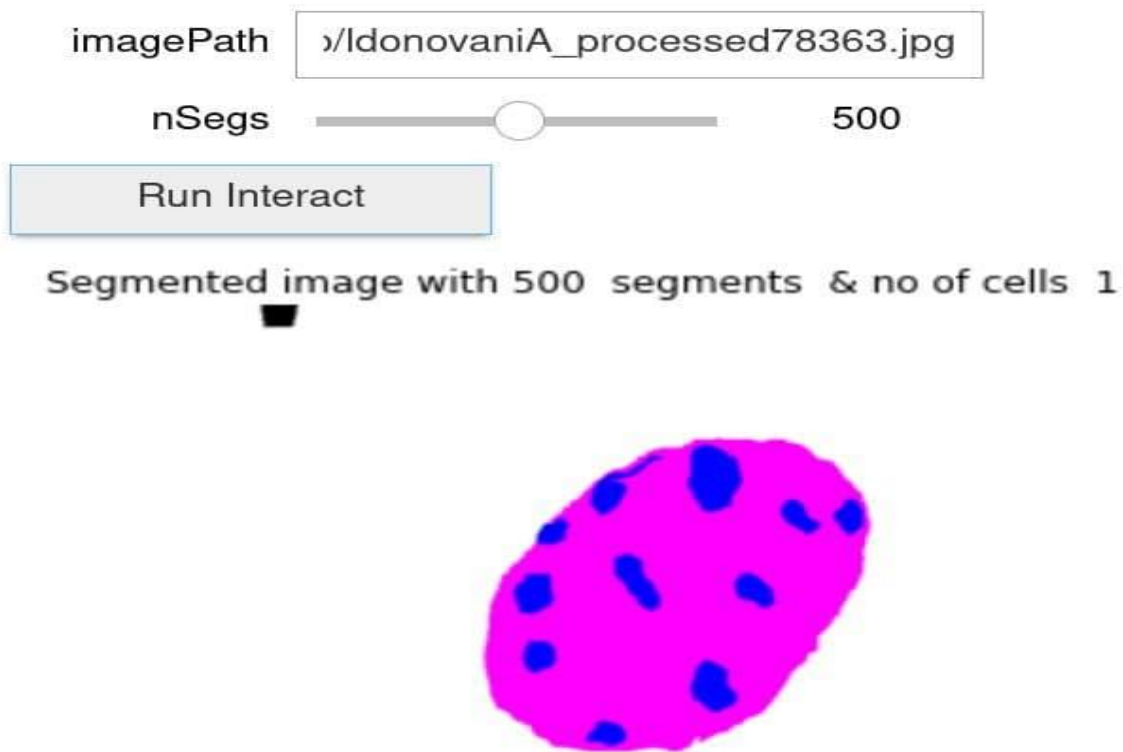 imagePath ›/ldonovaniA_processed78363.jpg
nSegs 500
Run Interact
Segmented image with 500 segments & no of cells 1